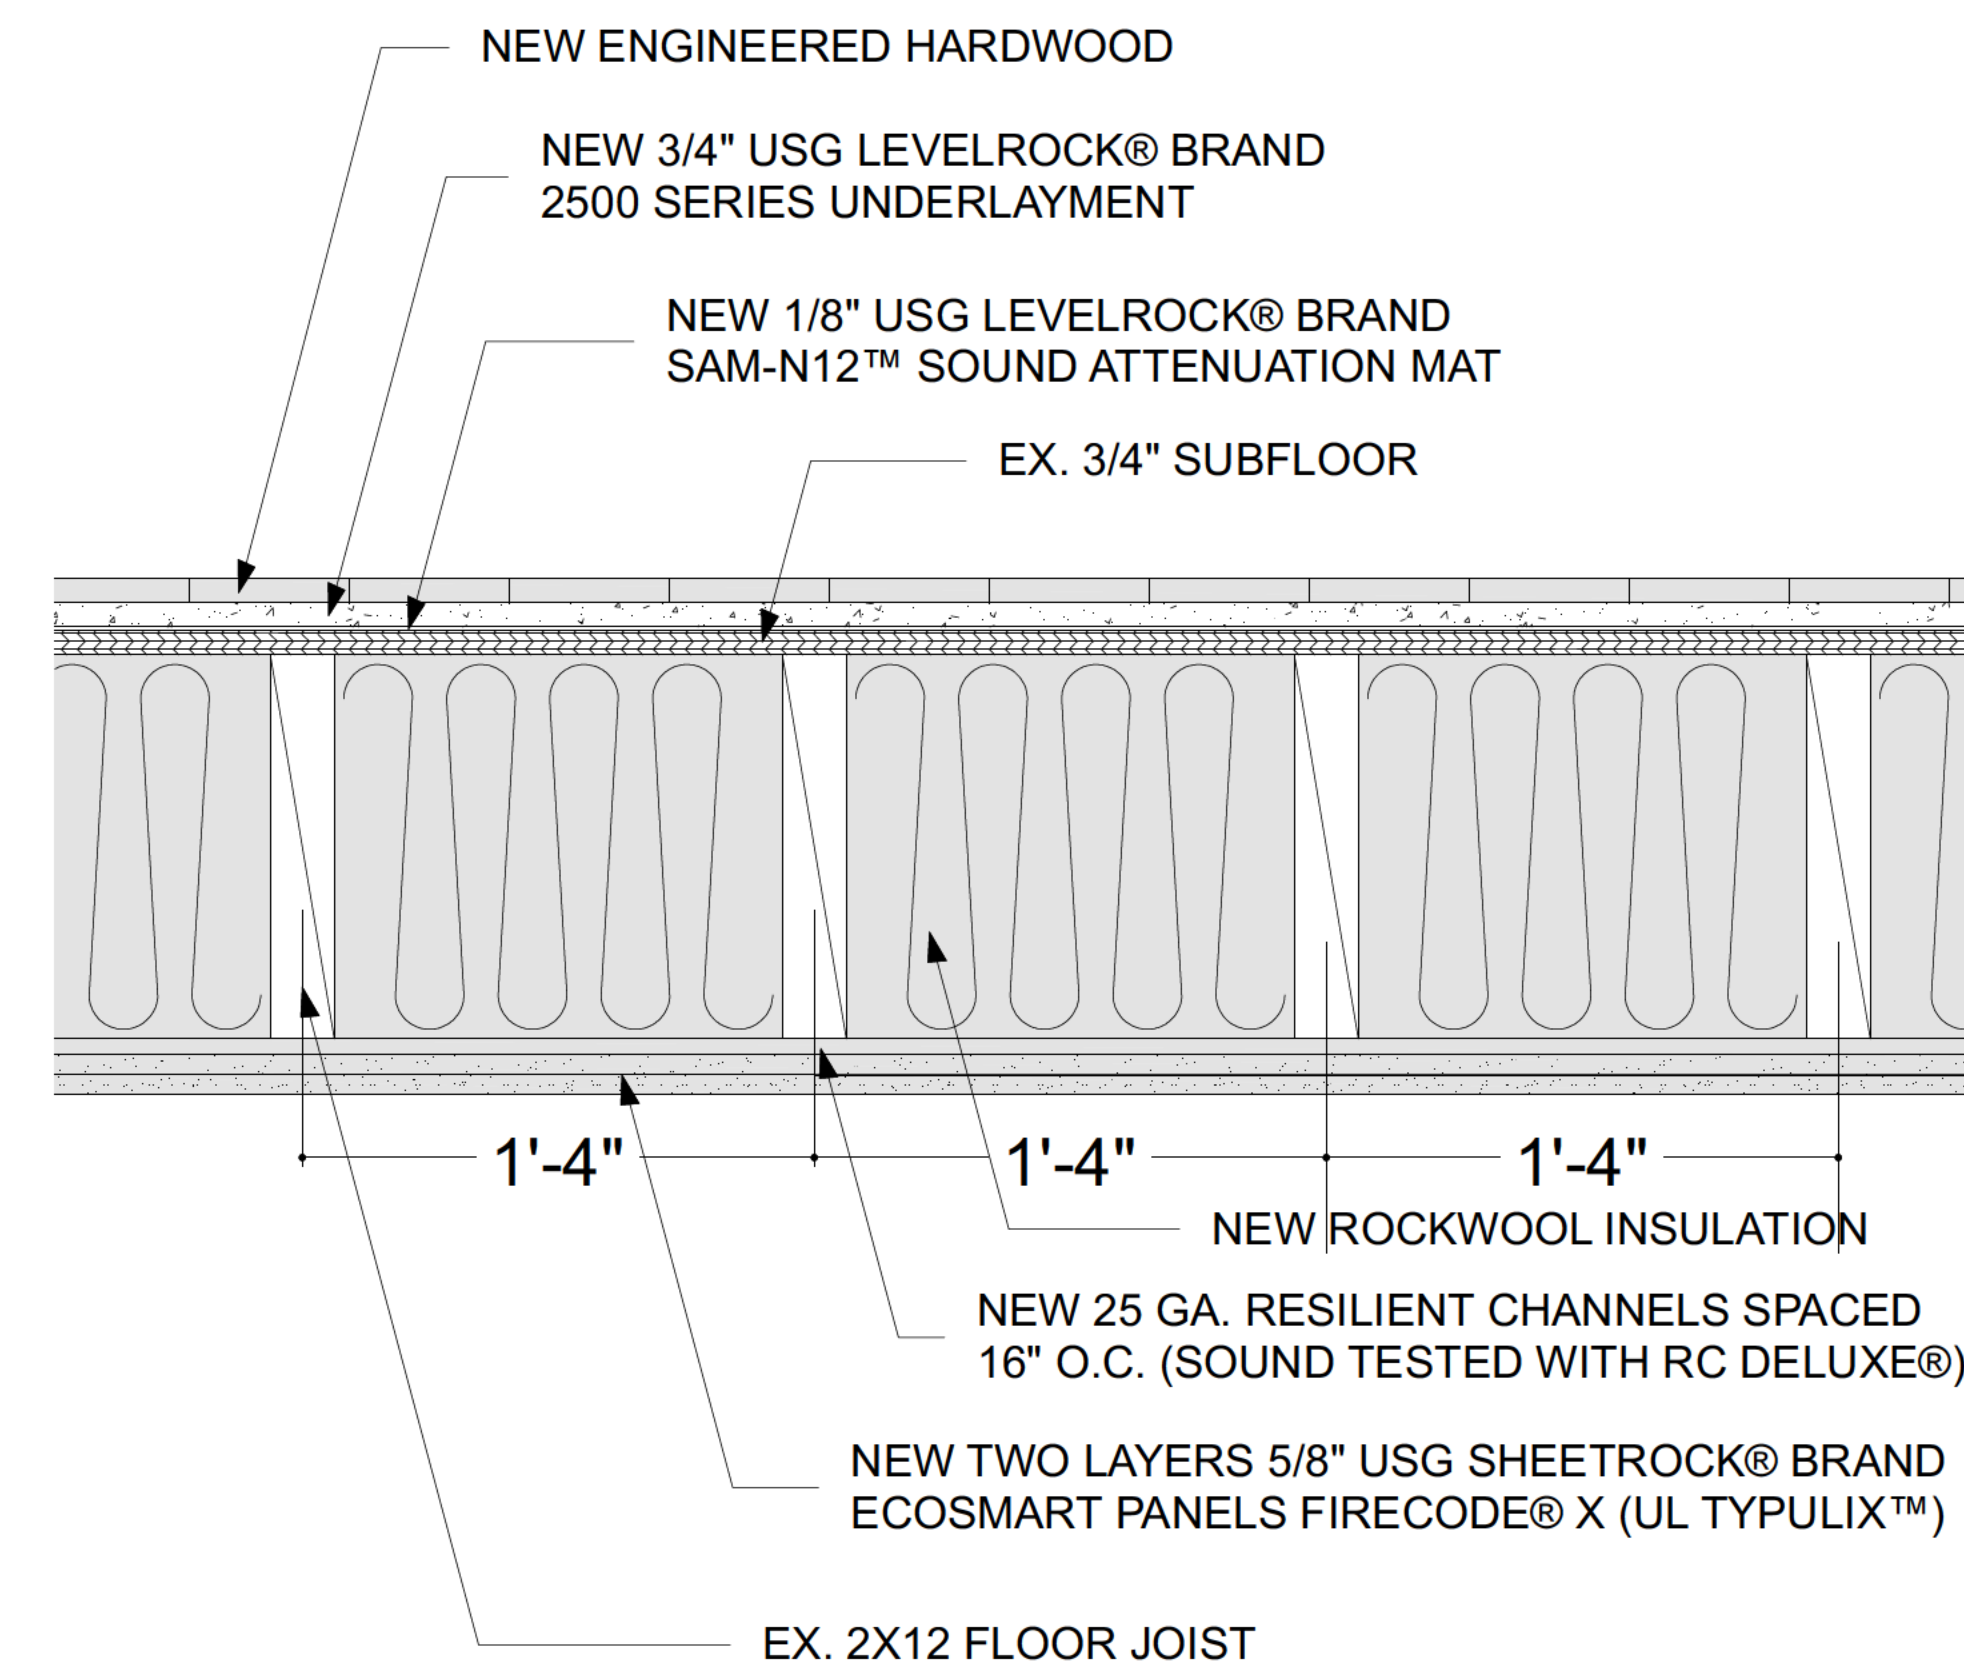 NEW ENGINEERED HARDWOOD
NEW 3/4" USG LEVELROCK® BRAND
2500 SERIES UNDERLAYMENT
NEW 1/8" USG LEVELROCK® BRAND
SAM-N12™ SOUND ATTENUATION MAT
EX. 3/4" SUBFLOOR
1'-4" 1'-4" 1'-4"
NEW ROCKWOOL INSULATION
NEW 25 GA. RESILIENT CHANNELS SPACED
16" O.C. (SOUND TESTED WITH RC DELUXE®)
NEW TWO LAYERS 5/8" USG SHEETROCK® BRAND
ECOSMART PANELS FIRECODE® X (UL TYPULIX™)
EX. 2X12 FLOOR JOIST